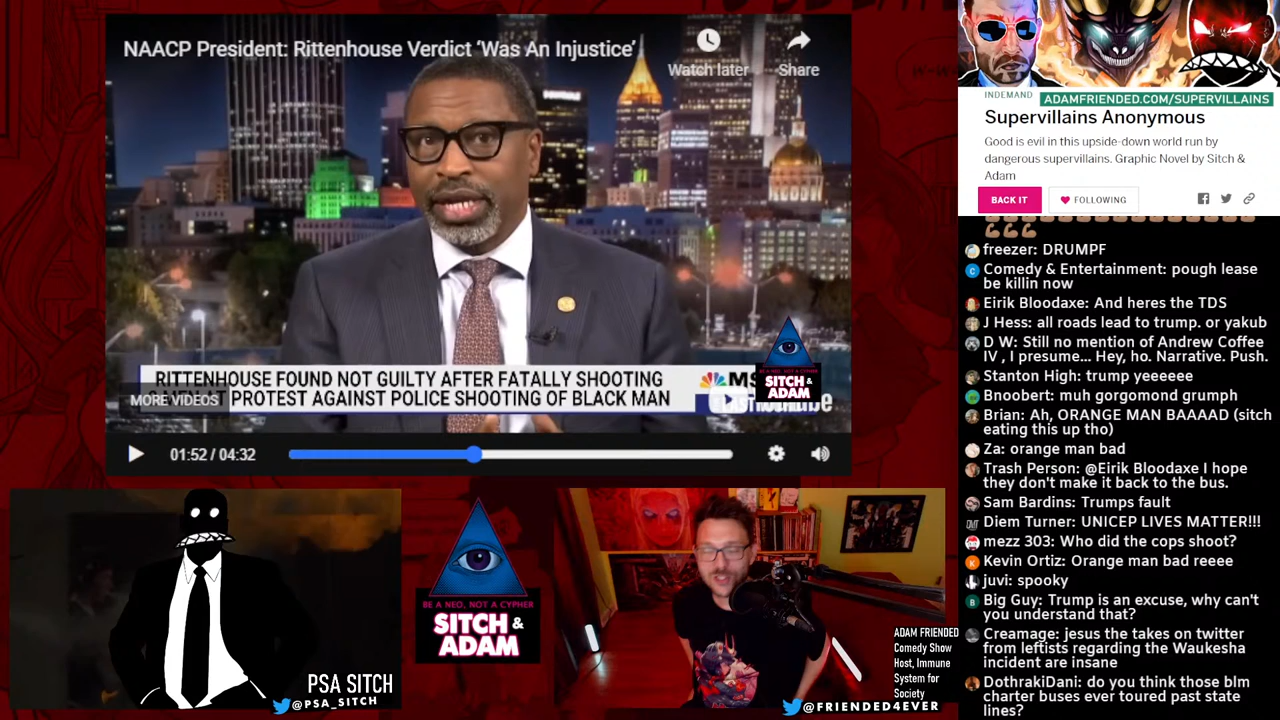 NAACP President: Rittenhouse Verdict ‘Was An Injustice’
Watch later
Share
RITTENHOUSE FOUND NOT GUILTY AFTER FATALLY SHOOTING
PROTEST AGAINST POLICE SHOOTING OF BLACK MAN
MORE VIDEOS
BE A NEO, NOT A CYPHER
SITCH &
ADAM
01:52 / 04:32
BE A NEO, NOT A CYPHER
SITCH &
ADAM
PSA SITCH
@PSA_SITCH
ADAM FRIENDED
Comedy Show
Host, Immune
System for
Society
@FRIENDED4EVER
INDEMAND
ADAMFRIENDED.COM/SUPERVILLAINS
Supervillains Anonymous
Good is evil in this upside-down world run by
dangerous supervillains. Graphic Novel by Sitch &
Adam
BACK IT
FOLLOWING
freezer: DRUMPF
Comedy & Entertainment: pough lease
be killin now
Eirik Bloodaxe: And heres the TDS
J Hess: all roads lead to trump. or yakub
D W: Still no mention of Andrew Coffee
IV , I presume... Hey, ho. Narrative. Push.
Stanton High: trump yeeeeee
Bnoobert: muh gorgomond grumph
Brian: Ah, ORANGE MAN BAAAAD (sitch
eating this up tho)
Za: orange man bad
Trash Person: @Eirik Bloodaxe I hope
they don't make it back to the bus.
Sam Bardins: Trumps fault
Diem Turner: UNICEP LIVES MATTER!!!
mezz 303: Who did the cops shoot?
Kevin Ortiz: Orange man bad reeee
juvi: spooky
Big Guy: Trump is an excuse, why can't
you understand that?
Creamage: jesus the takes on twitter
from leftists regarding the Waukesha
incident are insane
DothrakiDani: do you think those blm
charter buses ever toured past state
lines?